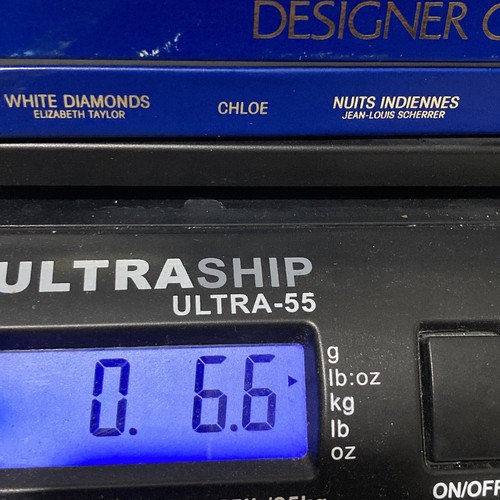 DESIGNER
WHITE DIAMONDS
ELIZABETH TAYLOR
CHLOE
NUITS INDIENNES
JEAN-LOUIS SCHERRER
ULTRASHIP
ULTRA-55
0. 6.6
g
lb:oz
kg
lb
oz
ON/OFF